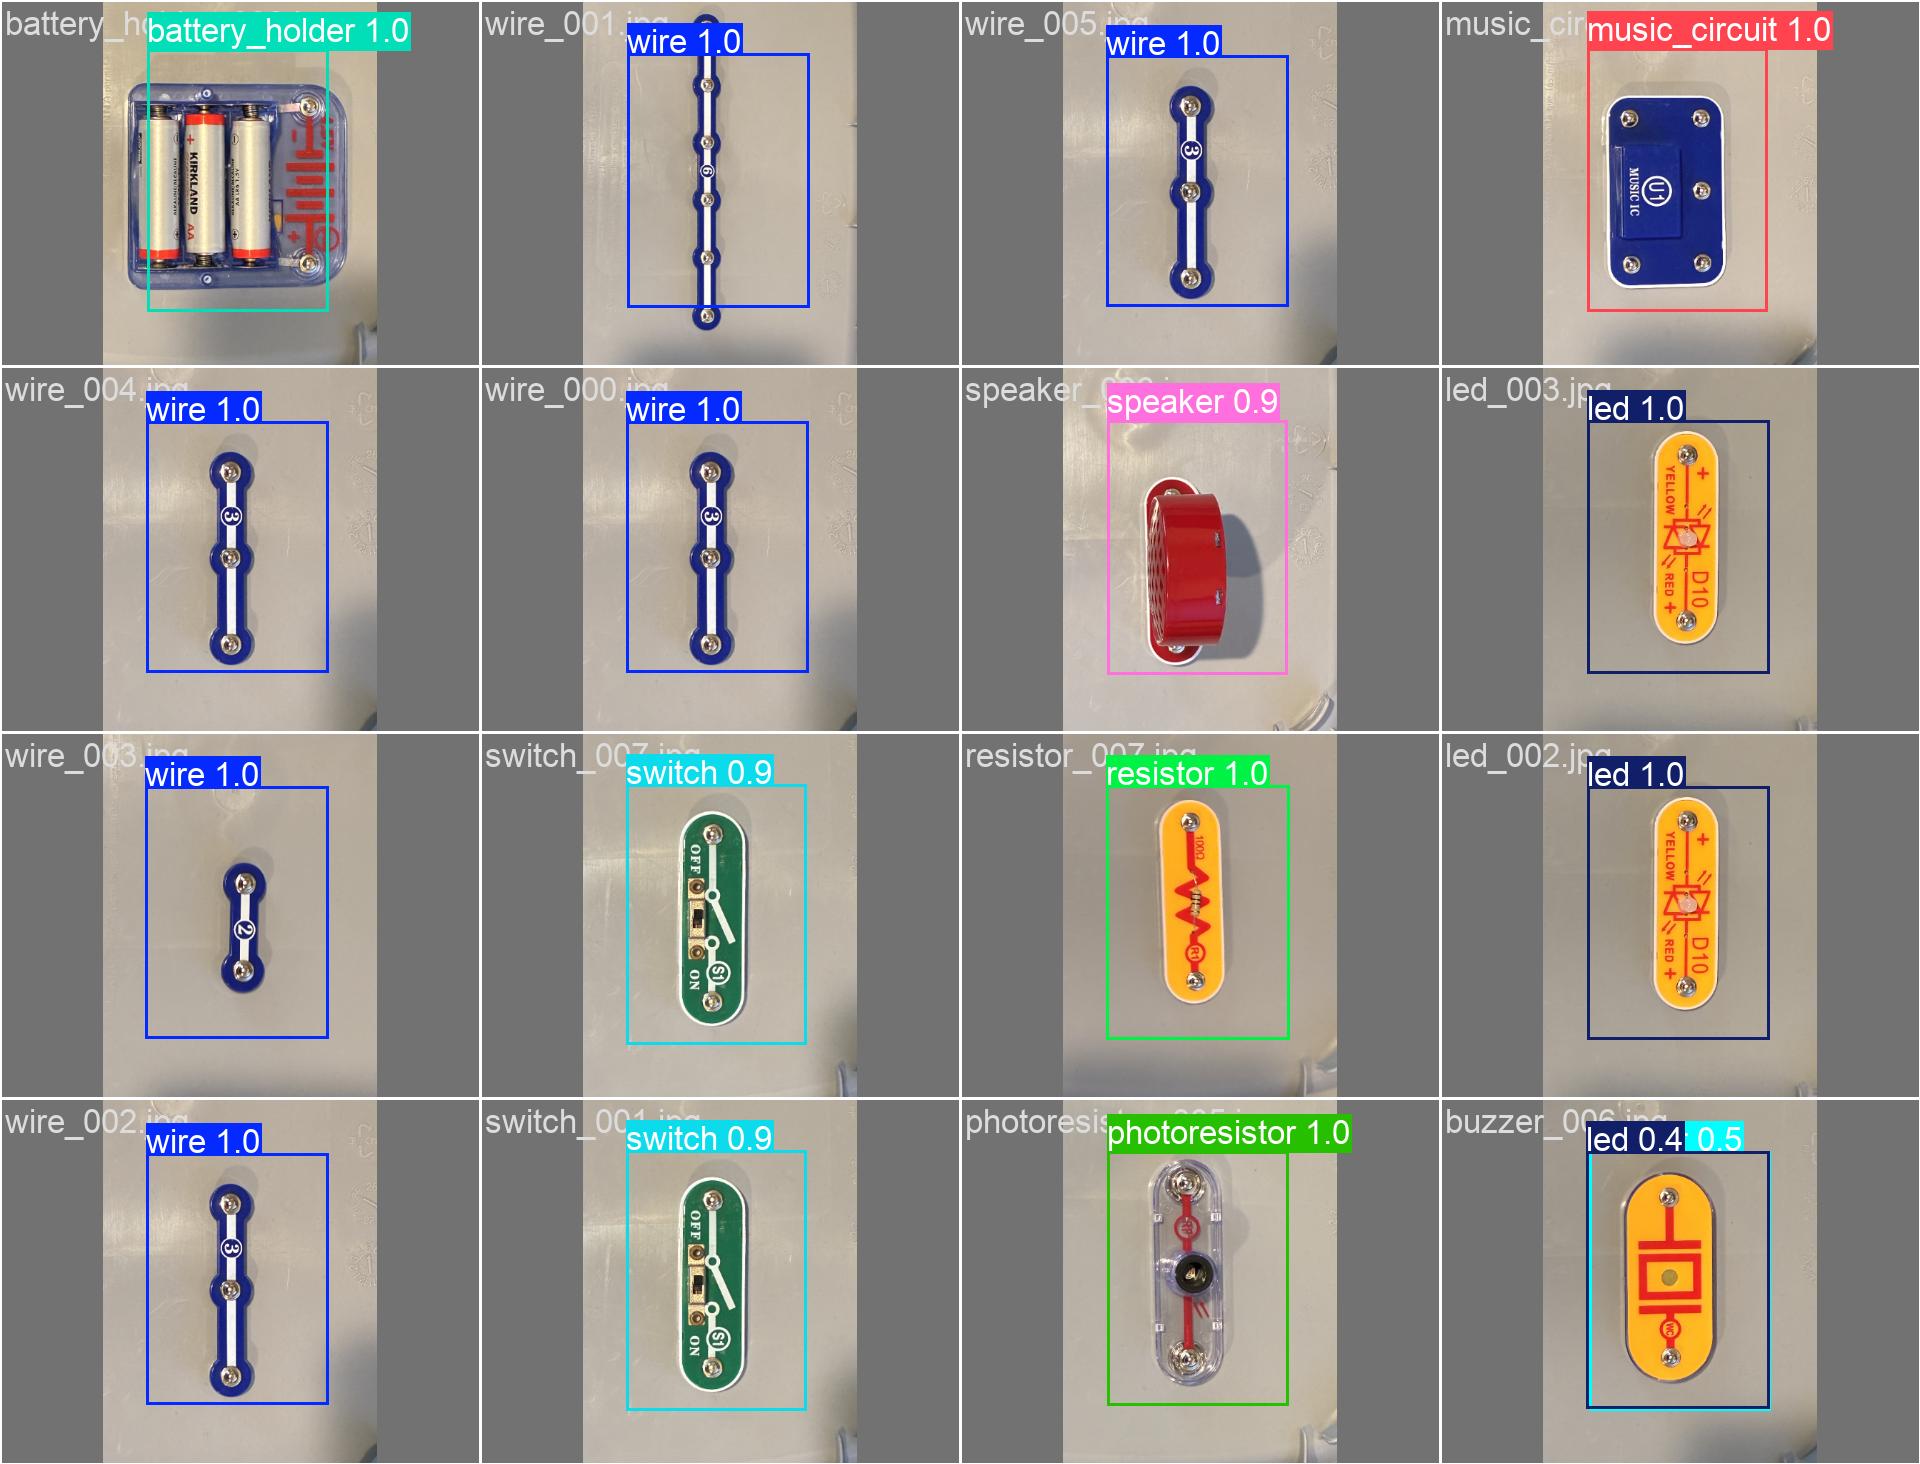 battery_ho
battery_holder 1.0
KIRKLAND
AA
wire_001.jpg
wire 1.0
6
wire_005.jpg
wire 1.0
3
music_cir
music_circuit 1.0
U1
MUSIC IC
wire_004.jpg
wire 1.0
3
wire_000.jpg
wire 1.0
3
speaker_
speaker 0.9
led_003.jpg
led 1.0
YELLOW
+
RED +
D10
wire_003.jpg
wire 1.0
2
switch_007.jpg
switch 0.9
OFF
ON
S1
resistor_007.jpg
resistor 1.0
100Ω
R1
led_002.jpg
led 1.0
YELLOW
+
RED +
D10
wire_002.jpg
wire 1.0
3
switch_001.jpg
switch 0.9
OFF
ON
S1
photoresist
photoresistor 1.0
RP
buzzer_006.jpg
led 0.4
0.5
WC